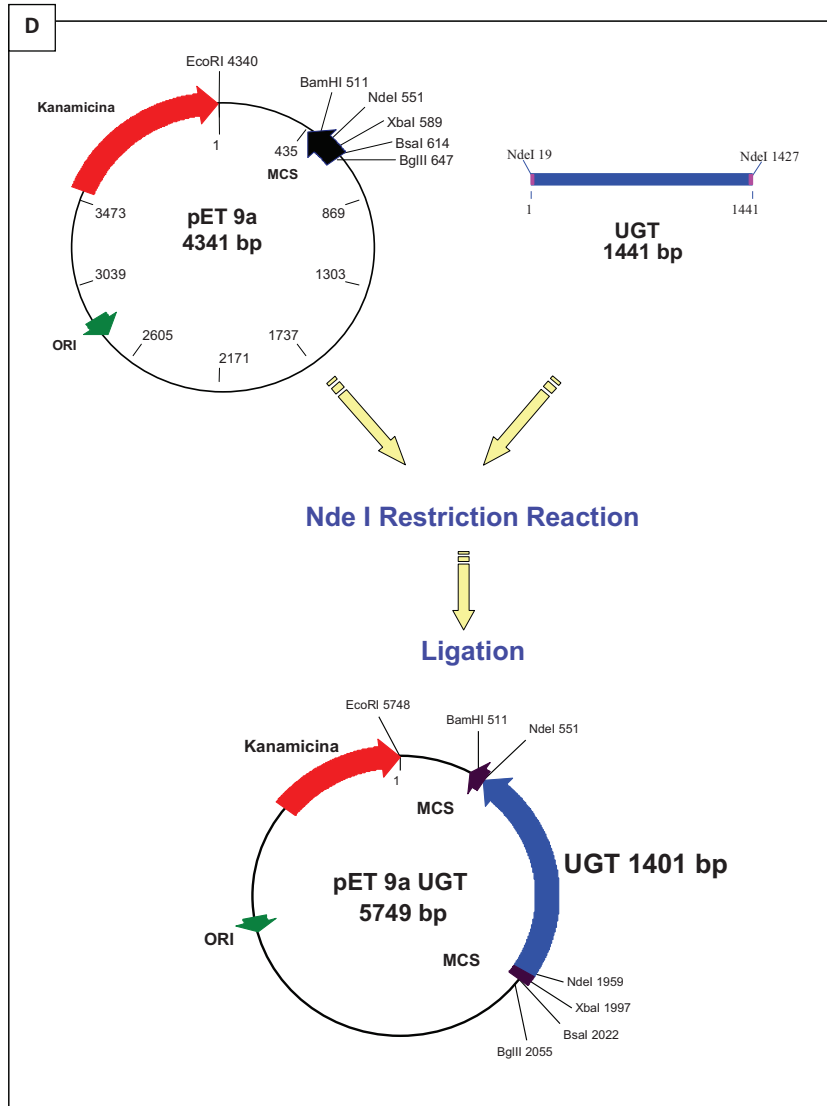 D
EcoRI 4340
BamHI 511
NdeI 551
XbaI 589
BsaI 614
BglII 647
Kanamicina
1
435
MCS
pET 9a
4341 bp
3473
869
3039
1303
ORI
2605
1737
2171
NdeI 19
NdeI 1427
1
1441
UGT
1441 bp
Nde I Restriction Reaction
Ligation
EcoRI 5748
BamHI 511
NdeI 551
Kanamicina
1
MCS
UGT 1401 bp
pET 9a UGT
5749 bp
ORI
MCS
NdeI 1959
XbaI 1997
BsaI 2022
BglII 2055